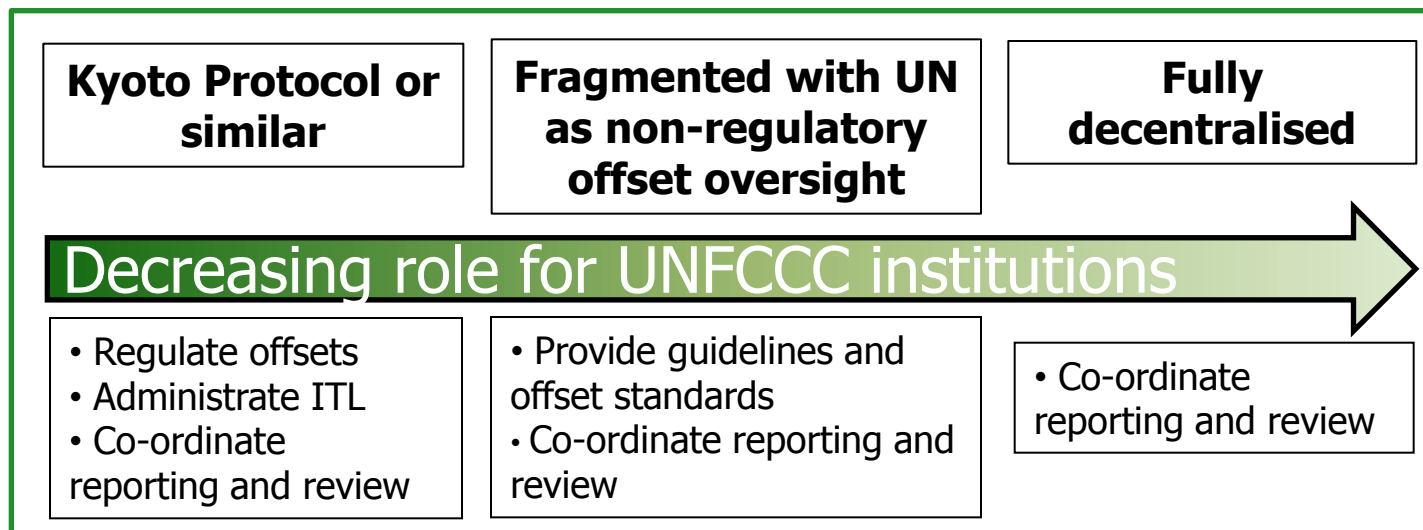 Kyoto Protocol or
similar
Fragmented with UN
as non-regulatory
offset oversight
Fully
decentralised
Decreasing role for UNFCCC institutions
• Regulate offsets
• Administrate ITL
• Co-ordinate
reporting and review
• Provide guidelines and
offset standards
• Co-ordinate reporting and
review
• Co-ordinate
reporting and review